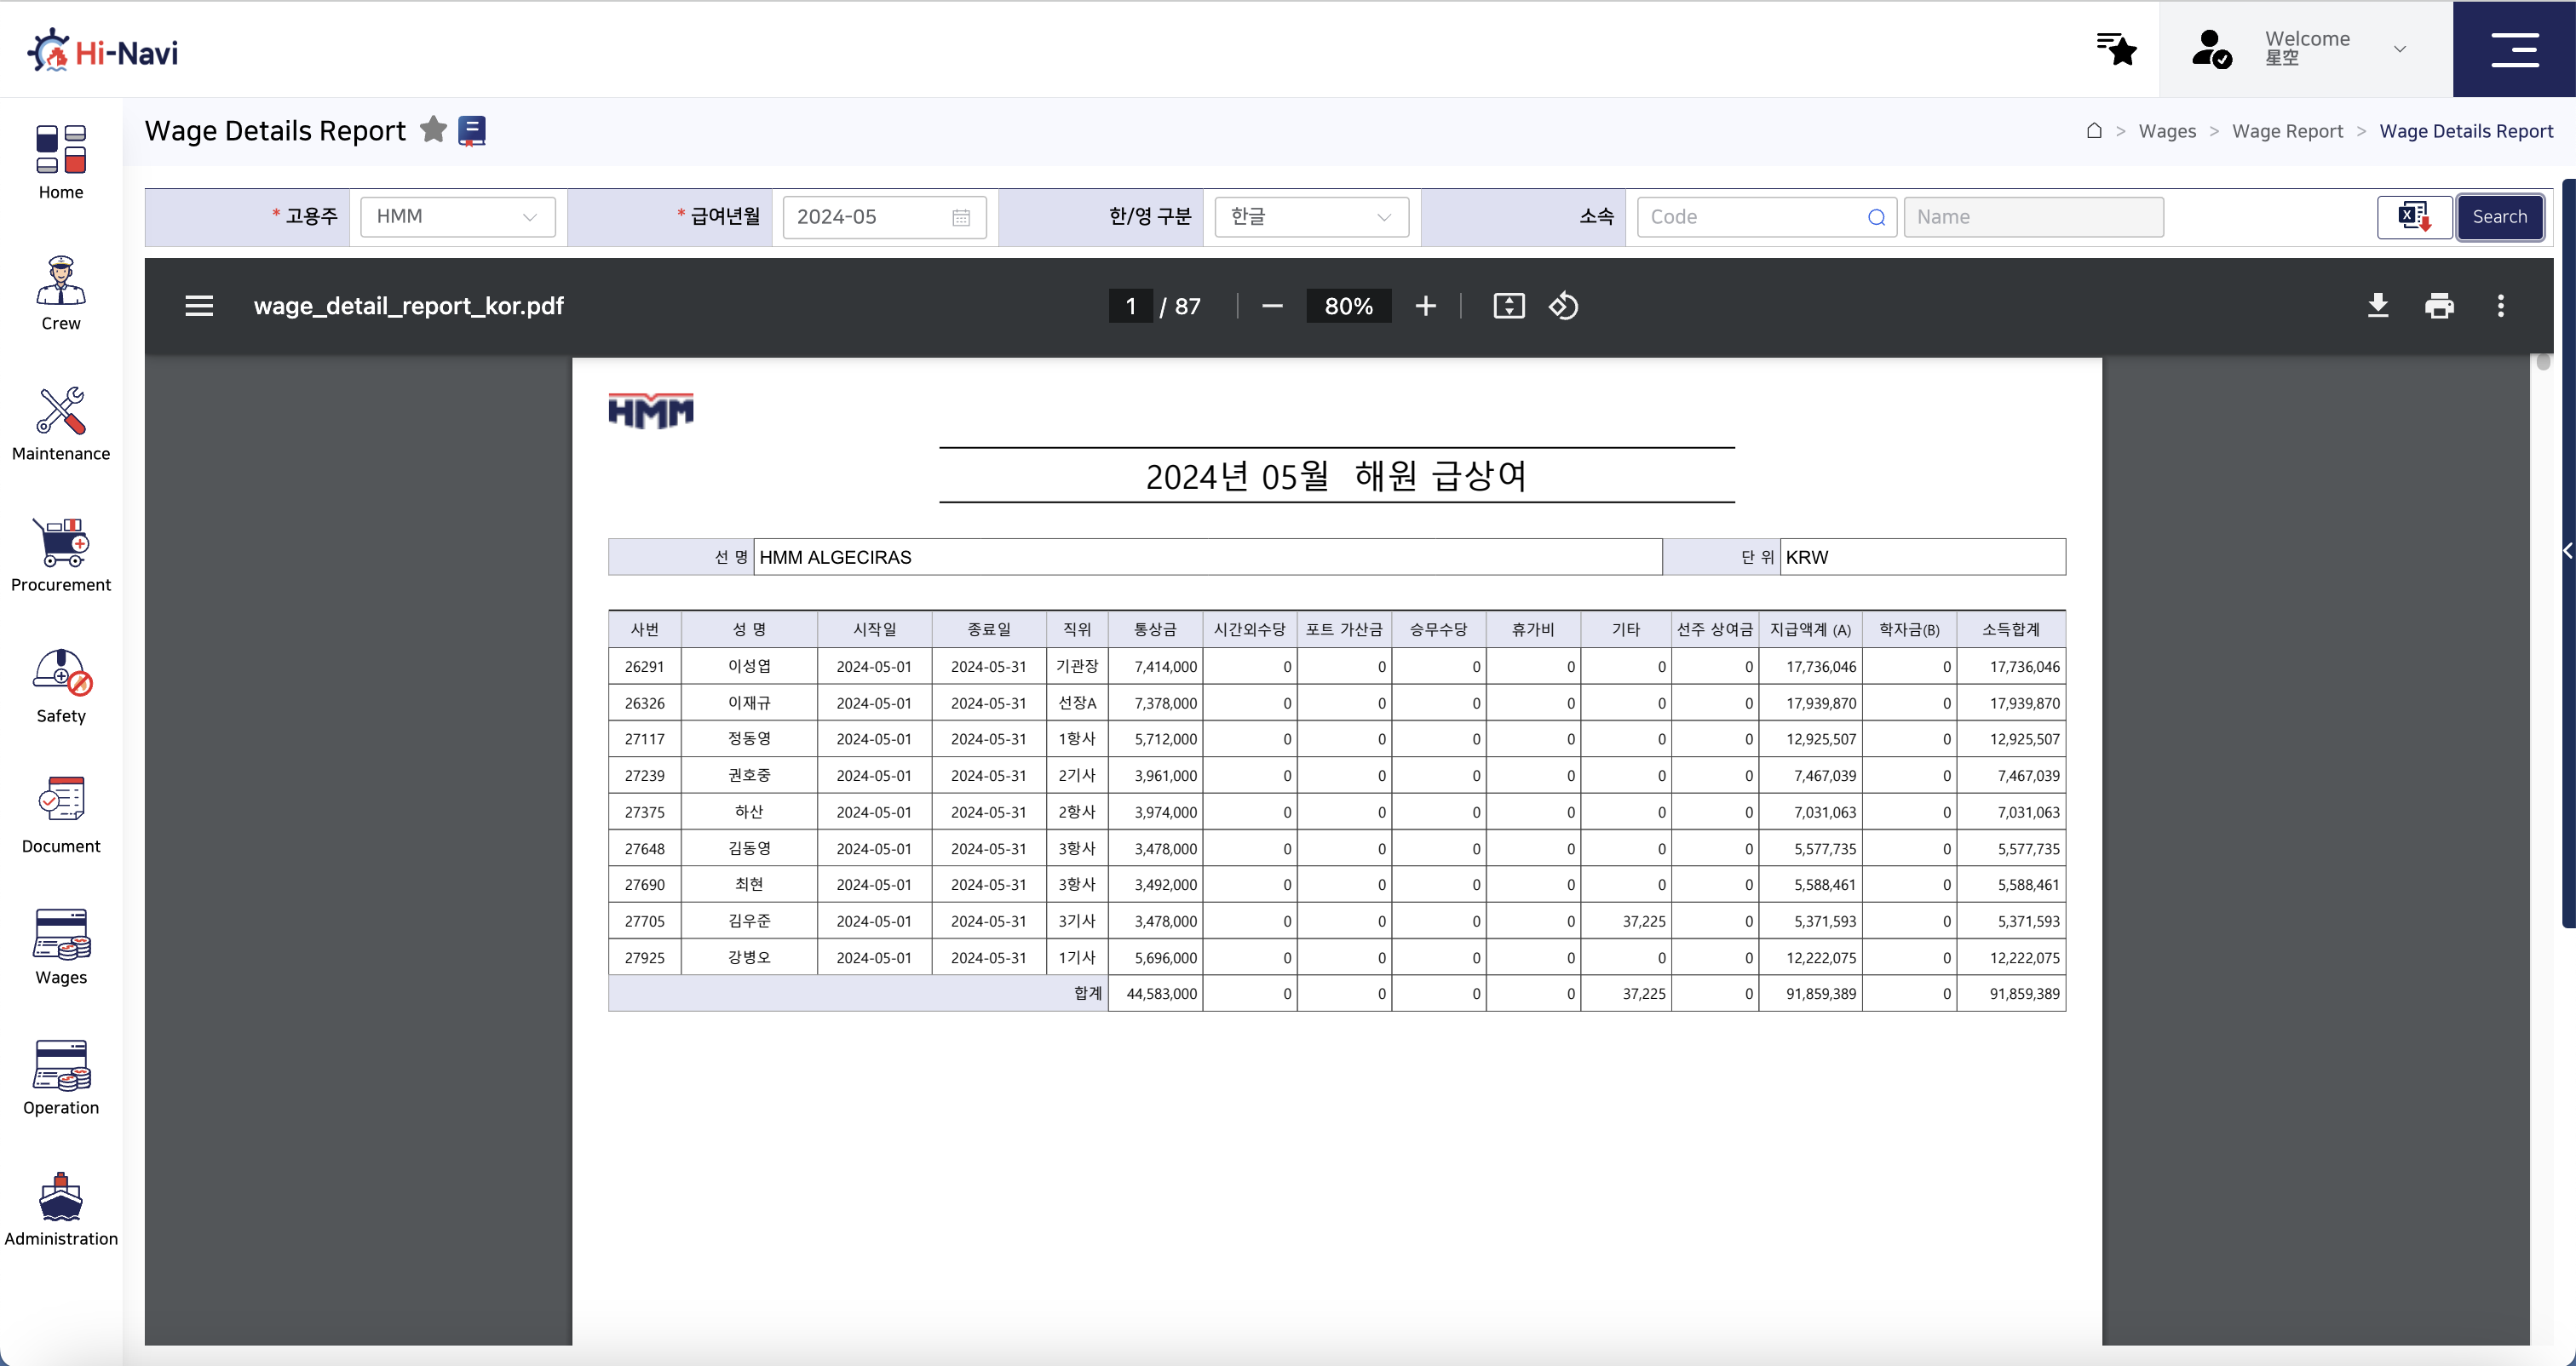 Hi-Navi
Welcome
星空
Home
Crew
Maintenance
Procurement
Safety
Document
Wages
Operation
Administration
Wage Details Report
> Wages > Wage Report > Wage Details Report
* 고용주 HMM * 급여년월 2024-05 한/영 구분 한글 소속 Code Name Search
wage_detail_report_kor.pdf 1 / 87 80%
HMM
2024년 05월 해원 급상여
선 명 HMM ALGECIRAS 단 위 KRW
사번 성 명 시작일 종료일 직위 통상금 시간외수당 포트 가산금 승무수당 휴가비 기타 선주 상여금 지급액계 (A) 학자금(B) 소득합계
26291 이성엽 2024-05-01 2024-05-31 기관장 7,414,000 0 0 0 0 0 0 17,736,046 0 17,736,046
26326 이재규 2024-05-01 2024-05-31 선장A 7,378,000 0 0 0 0 0 0 17,939,870 0 17,939,870
27117 정동영 2024-05-01 2024-05-31 1항사 5,712,000 0 0 0 0 0 0 12,925,507 0 12,925,507
27239 권호중 2024-05-01 2024-05-31 2기사 3,961,000 0 0 0 0 0 0 7,467,039 0 7,467,039
27375 하산 2024-05-01 2024-05-31 2항사 3,974,000 0 0 0 0 0 0 7,031,063 0 7,031,063
27648 김동영 2024-05-01 2024-05-31 3항사 3,478,000 0 0 0 0 0 0 5,577,735 0 5,577,735
27690 최현 2024-05-01 2024-05-31 3항사 3,492,000 0 0 0 0 0 0 5,588,461 0 5,588,461
27705 김우준 2024-05-01 2024-05-31 3기사 3,478,000 0 0 0 0 37,225 0 5,371,593 0 5,371,593
27925 강병오 2024-05-01 2024-05-31 1기사 5,696,000 0 0 0 0 0 0 12,222,075 0 12,222,075
합계 44,583,000 0 0 0 0 37,225 0 91,859,389 0 91,859,389